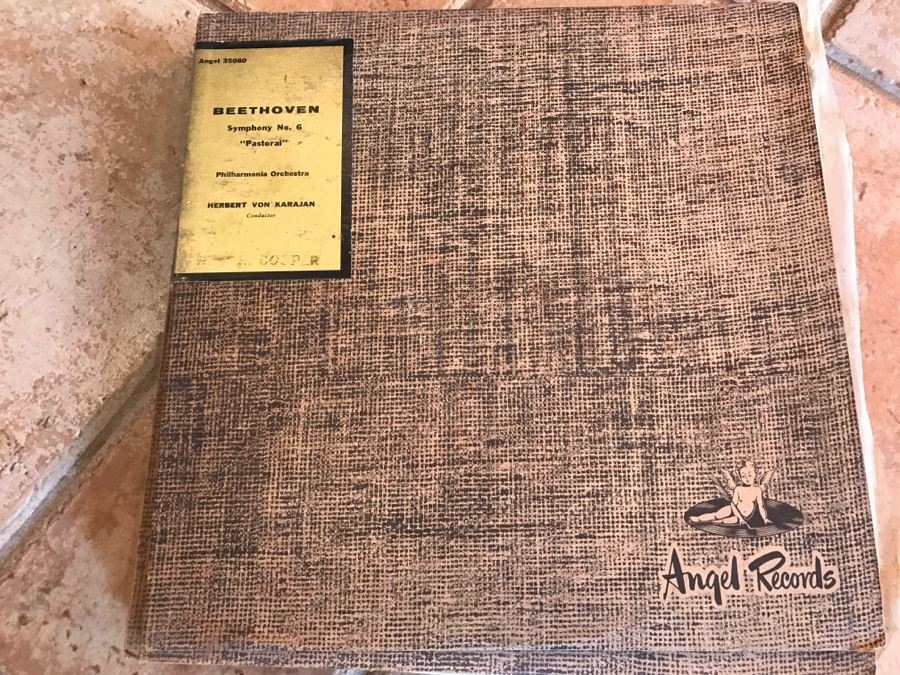 Angel 35080
BEETHOVEN
Symphony No. 6
"Pastoral"
Philharmonia Orchestra
HERBERT VON KARAJAN
Conductor
Angel Records